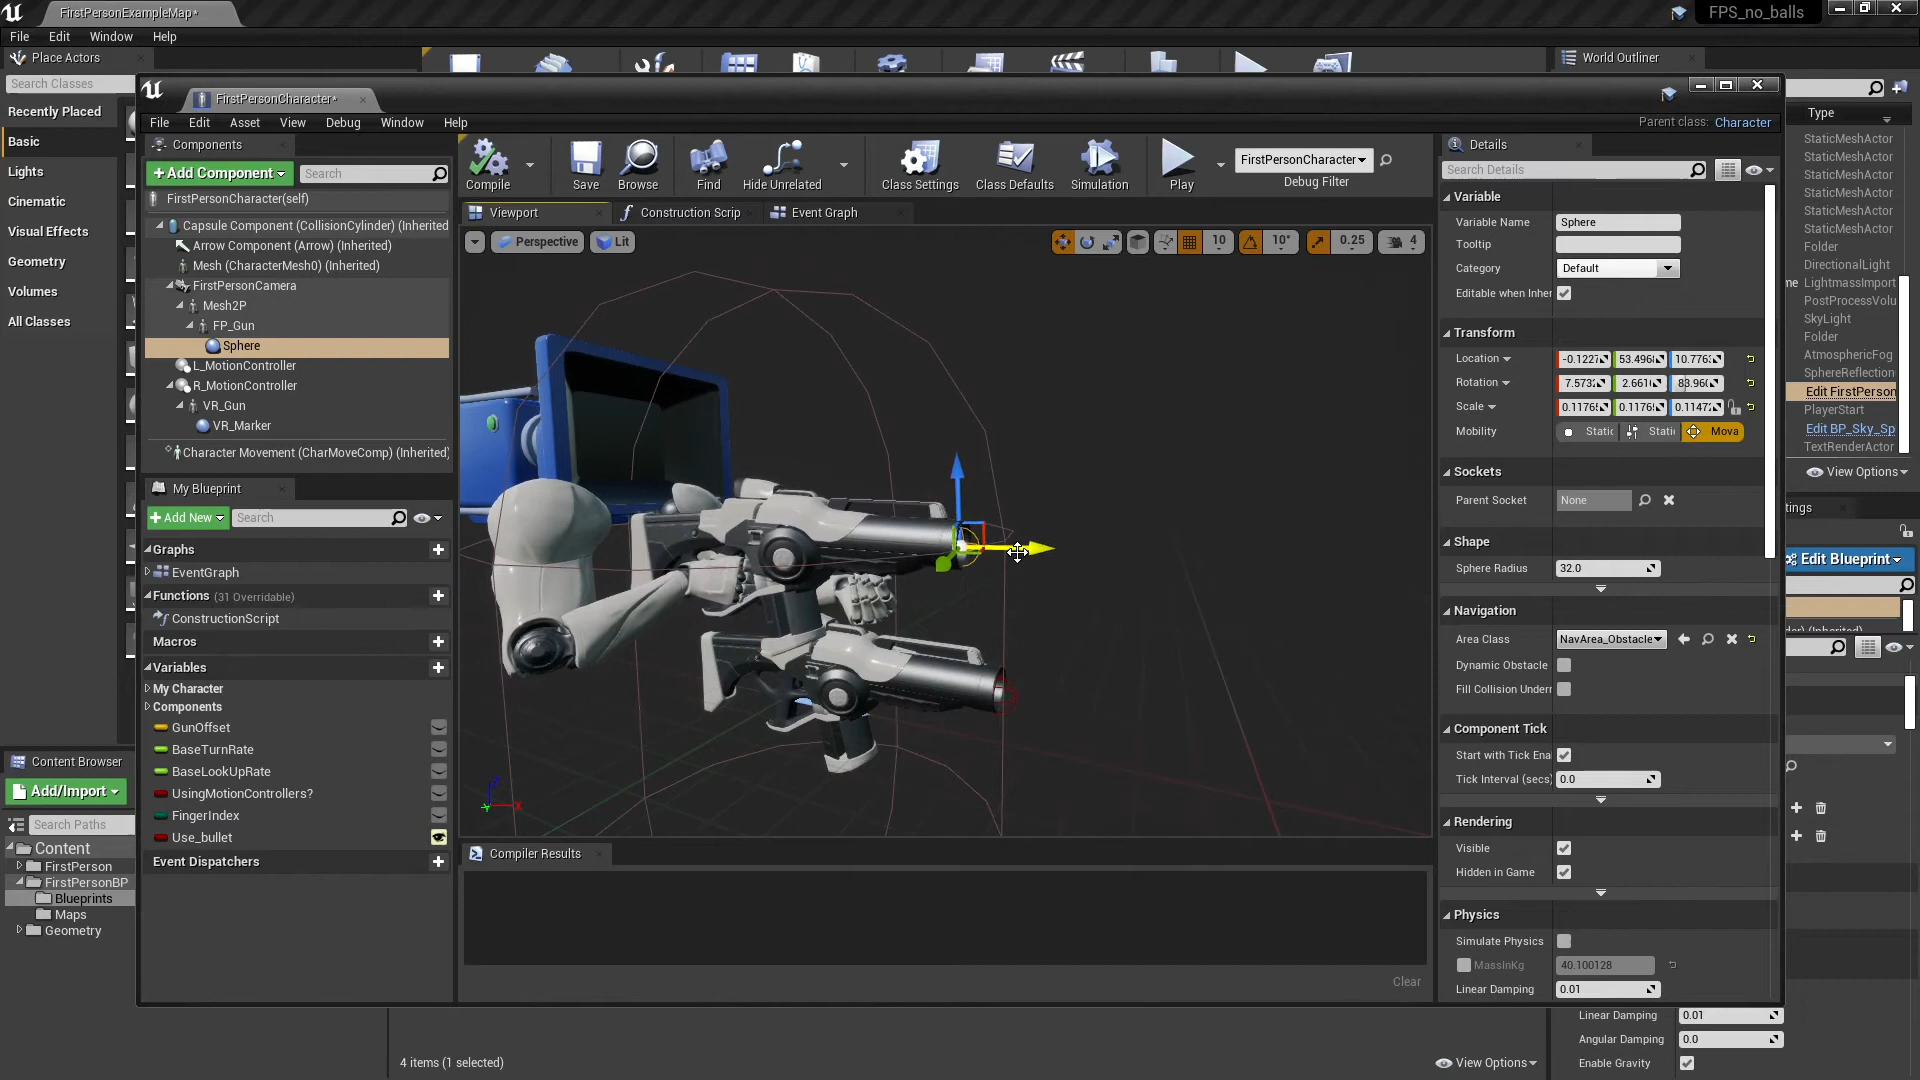 FirstPersonExampleMap*
FPS_no_balls
File Edit Window Help
Place Actors
World Outliner
Search Classes
Recently Placed
Basic
Lights
Cinematic
Visual Effects
Geometry
Volumes
All Classes
FirstPersonCharacter*
File Edit Asset View Debug Window Help
Parent class: Character
Components
+Add Component
Search
FirstPersonCharacter(self)
Capsule Component (CollisionCylinder) (Inherited
Arrow Component (Arrow) (Inherited)
Mesh (CharacterMesh0) (Inherited)
FirstPersonCamera
Mesh2P
FP_Gun
Sphere
L_MotionController
R_MotionController
VR_Gun
VR_Marker
Character Movement (CharMoveComp) (Inherited)
My Blueprint
+Add New
Search
Graphs
EventGraph
Functions (31 Overridable)
ConstructionScript
Macros
Variables
My Character
Components
GunOffset
BaseTurnRate
BaseLookUpRate
UsingMotionControllers?
FingerIndex
Use_bullet
Event Dispatchers
Compile
Save
Browse
Find
Hide Unrelated
Class Settings
Class Defaults
Simulation
Play
FirstPersonCharacter
Debug Filter
Viewport
Construction Scrip
Event Graph
Perspective
Lit
10
10°
0.25
4
Compiler Results
Clear
Details
Search Details
Variable
Variable Name Sphere
Tooltip
Category Default
Editable when Inher
Transform
Location -0.1227 53.496
Rotation
Scale
Mobility Static Stati Mova
Sockets
Parent Socket None
Shape
Sphere Radius 32.0
Navigation
Area Class NavArea_Obstacle
Dynamic Obstacle
Fill Collision Undern
Component Tick
Start with Tick Ena
Tick Interval (secs) 0.0
Rendering
Visible
Hidden in Game
Physics
Simulate Physics
MassInKg 40.100128
Linear Damping 0.01
Type
StaticMeshActor
StaticMeshActor
StaticMeshActor
StaticMeshActor
StaticMeshActor
StaticMeshActor
Folder
DirectionalLight
me LightmassImport
PostProcessVolu
SkyLight
Folder
AtmosphericFog
SphereReflection
Edit FirstPerson
PlayerStart
Edit BP_Sky_Sp
TextRenderActor
View Options
tings
Edit Blueprint
Linear Damping 0.01
Angular Damping 0.0
Enable Gravity
Content Browser
Add/Import
Search Paths
Content
FirstPerson
FirstPersonBP
Blueprints
Maps
Geometry
4 items (1 selected)
View Options